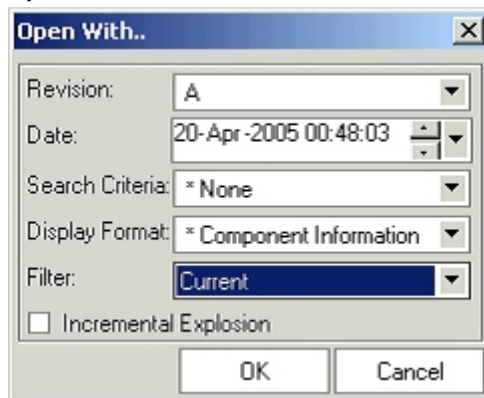 Open With..
Revision: A
Date: 20-Apr-2005 00:48:03
Search Criteria: * None
Display Format: * Component Information
Filter: Current
Incremental Explosion
OK Cancel